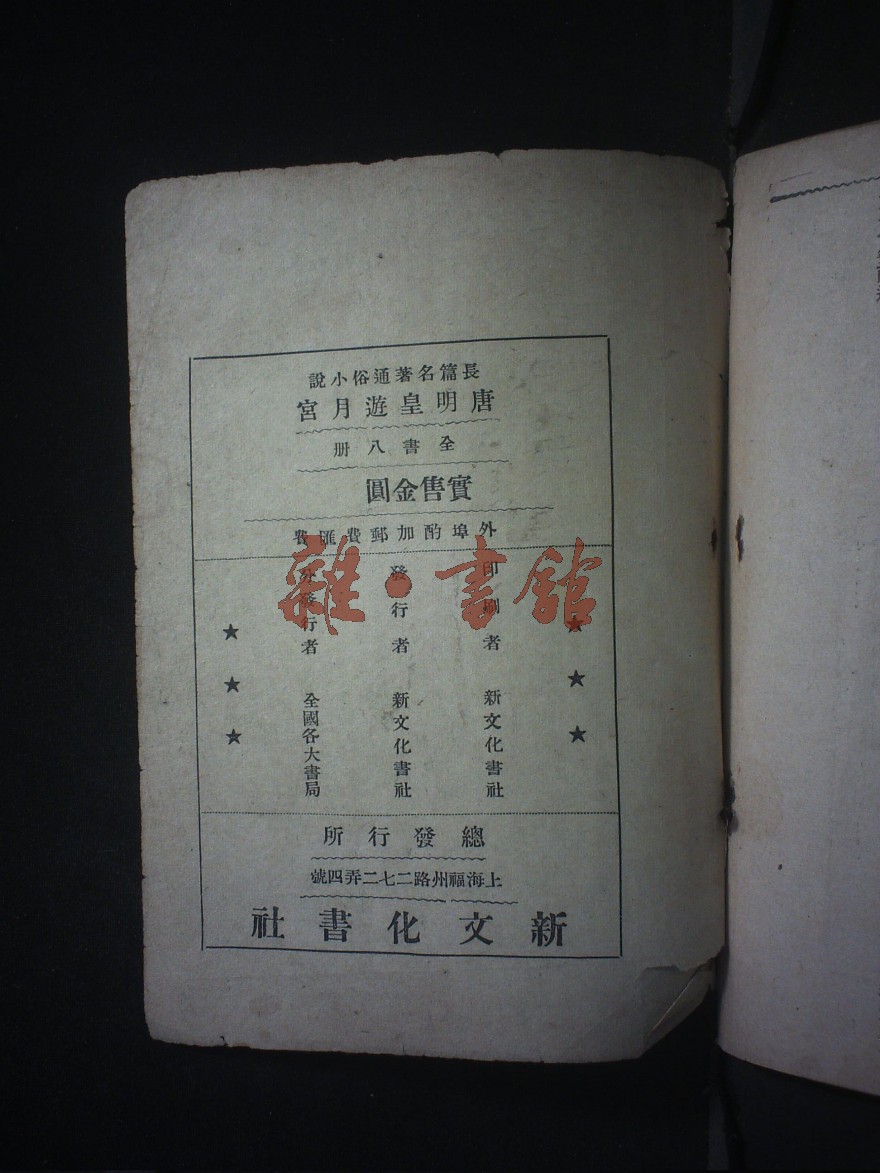 長篇名著通俗小說
唐明皇遊月宮
全書八册
實售金圓
外埠酌加郵費匯費
印刷者 新文化書社
發行者 新文化書社
分發行者 全國各大書局
★★★
★★★
總發行所
上海福州路二七二弄四號
新文化書社
雜·書館